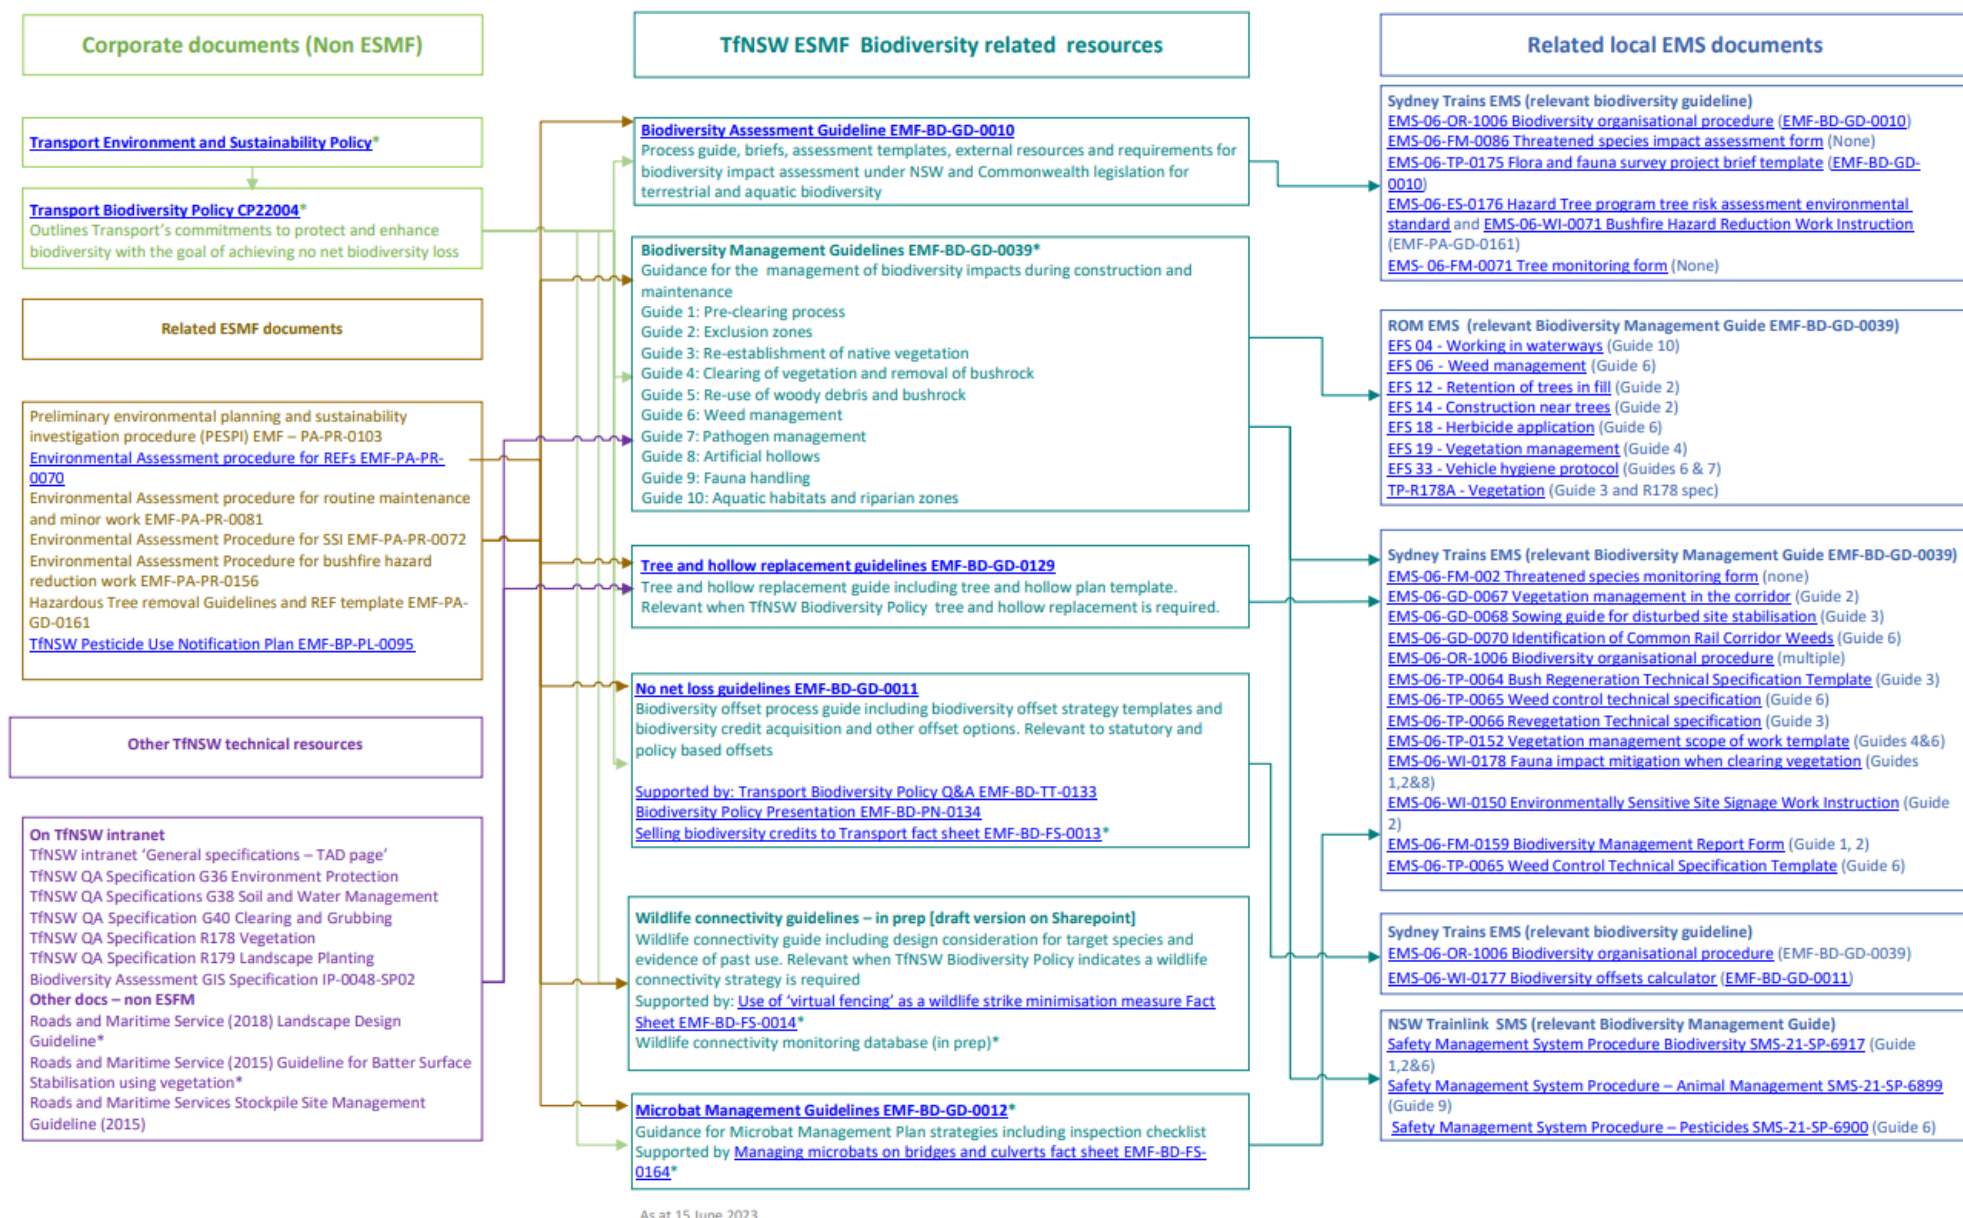 Corporate documents (Non ESMF)
Transport Environment and Sustainability Policy*
Transport Biodiversity Policy CP22004*
Outlines Transport's commitments to protect and enhance
biodiversity with the goal of achieving no net biodiversity loss
Related ESMF documents
Preliminary environmental planning and sustainability
investigation procedure (PESPI) EMF – PA-PR-0103
Environmental Assessment procedure for REFs EMF-PA-PR-
0070
Environmental Assessment procedure for routine maintenance
and minor work EMF-PA-PR-0081
Environmental Assessment Procedure for SSI EMF-PA-PR-0072
Environmental Assessment Procedure for bushfire hazard
reduction work EMF-PA-PR-0156
Hazardous Tree removal Guidelines and REF template EMF-PA-
GD-0161
TfNSW Pesticide Use Notification Plan EMF-BP-PL-0095
Other TfNSW technical resources
On TfNSW intranet
TfNSW intranet 'General specifications – TAD page'
TfNSW QA Specification G36 Environment Protection
TfNSW QA Specifications G38 Soil and Water Management
TfNSW QA Specification G40 Clearing and Grubbing
TfNSW QA Specification R178 Vegetation
TfNSW QA Specification R179 Landscape Planting
Biodiversity Assessment GIS Specification IP-0048-SP02
Other docs – non ESFM
Roads and Maritime Service (2018) Landscape Design
Guideline*
Roads and Maritime Service (2015) Guideline for Batter Surface
Stabilisation using vegetation*
Roads and Maritime Services Stockpile Site Management
Guideline (2015)
TfNSW ESMF Biodiversity related resources
Biodiversity Assessment Guideline EMF-BD-GD-0010
Process guide, briefs, assessment templates, external resources and requirements for
biodiversity impact assessment under NSW and Commonwealth legislation for
terrestrial and aquatic biodiversity
Biodiversity Management Guidelines EMF-BD-GD-0039*
Guidance for the management of biodiversity impacts during construction and
maintenance
Guide 1: Pre-clearing process
Guide 2: Exclusion zones
Guide 3: Re-establishment of native vegetation
Guide 4: Clearing of vegetation and removal of bushrock
Guide 5: Re-use of woody debris and bushrock
Guide 6: Weed management
Guide 7: Pathogen management
Guide 8: Artificial hollows
Guide 9: Fauna handling
Guide 10: Aquatic habitats and riparian zones
Tree and hollow replacement guidelines EMF-BD-GD-0129
Tree and hollow replacement guide including tree and hollow plan template.
Relevant when TfNSW Biodiversity Policy tree and hollow replacement is required.
No net loss guidelines EMF-BD-GD-0011
Biodiversity offset process guide including biodiversity offset strategy templates and
biodiversity credit acquisition and other offset options. Relevant to statutory and
policy based offsets
Supported by: Transport Biodiversity Policy Q&A EMF-BD-TT-0133
Biodiversity Policy Presentation EMF-BD-PN-0134
Selling biodiversity credits to Transport fact sheet EMF-BD-FS-0013*
Wildlife connectivity guidelines – in prep [draft version on Sharepoint]
Wildlife connectivity guide including design consideration for target species and
evidence of past use. Relevant when TfNSW Biodiversity Policy indicates a wildlife
connectivity strategy is required
Supported by: Use of 'virtual fencing' as a wildlife strike minimisation measure Fact
Sheet EMF-BD-FS-0014*
Wildlife connectivity monitoring database (in prep)*
Microbat Management Guidelines EMF-BD-GD-0012*
Guidance for Microbat Management Plan strategies including inspection checklist
Supported by Managing microbats on bridges and culverts fact sheet EMF-BD-FS-
0164*
As at 15 June 2023
Related local EMS documents
Sydney Trains EMS (relevant biodiversity guideline)
EMS-06-OR-1006 Biodiversity organisational procedure (EMF-BD-GD-0010)
EMS-06-FM-0086 Threatened species impact assessment form (None)
EMS-06-TP-0175 Flora and fauna survey project brief template (EMF-BD-GD-
0010)
EMS-06-ES-0176 Hazard Tree program tree risk assessment environmental
standard and EMS-06-WI-0071 Bushfire Hazard Reduction Work Instruction
(EMF-PA-GD-0161)
EMS- 06-FM-0071 Tree monitoring form (None)
ROM EMS (relevant Biodiversity Management Guide EMF-BD-GD-0039)
EFS 04 - Working in waterways (Guide 10)
EFS 06 - Weed management (Guide 6)
EFS 12 - Retention of trees in fill (Guide 2)
EFS 14 - Construction near trees (Guide 2)
EFS 18 - Herbicide application (Guide 6)
EFS 19 - Vegetation management (Guide 4)
EFS 33 - Vehicle hygiene protocol (Guides 6 & 7)
TP-R178A - Vegetation (Guide 3 and R178 spec)
Sydney Trains EMS (relevant Biodiversity Management Guide EMF-BD-GD-0039)
EMS-06-FM-002 Threatened species monitoring form (none)
EMS-06-GD-0067 Vegetation management in the corridor (Guide 2)
EMS-06-GD-0068 Sowing guide for disturbed site stabilisation (Guide 3)
EMS-06-GD-0070 Identification of Common Rail Corridor Weeds (Guide 6)
EMS-06-OR-1006 Biodiversity organisational procedure (multiple)
EMS-06-TP-0064 Bush Regeneration Technical Specification Template (Guide 3)
EMS-06-TP-0065 Weed control technical specification (Guide 6)
EMS-06-TP-0066 Revegetation Technical specification (Guide 3)
EMS-06-TP-0152 Vegetation management scope of work template (Guides 4&6)
EMS-06-WI-0178 Fauna impact mitigation when clearing vegetation (Guides
1,2&8)
EMS-06-WI-0150 Environmentally Sensitive Site Signage Work Instruction (Guide
2)
EMS-06-FM-0159 Biodiversity Management Report Form (Guide 1, 2)
EMS-06-TP-0065 Weed Control Technical Specification Template (Guide 6)
Sydney Trains EMS (relevant biodiversity guideline)
EMS-06-OR-1006 Biodiversity organisational procedure (EMF-BD-GD-0039)
EMS-06-WI-0177 Biodiversity offsets calculator (EMF-BD-GD-0011)
NSW Trainlink SMS (relevant Biodiversity Management Guide)
Safety Management System Procedure Biodiversity SMS-21-SP-6917 (Guide
1,2&6)
Safety Management System Procedure – Animal Management SMS-21-SP-6899
(Guide 9)
Safety Management System Procedure – Pesticides SMS-21-SP-6900 (Guide 6)